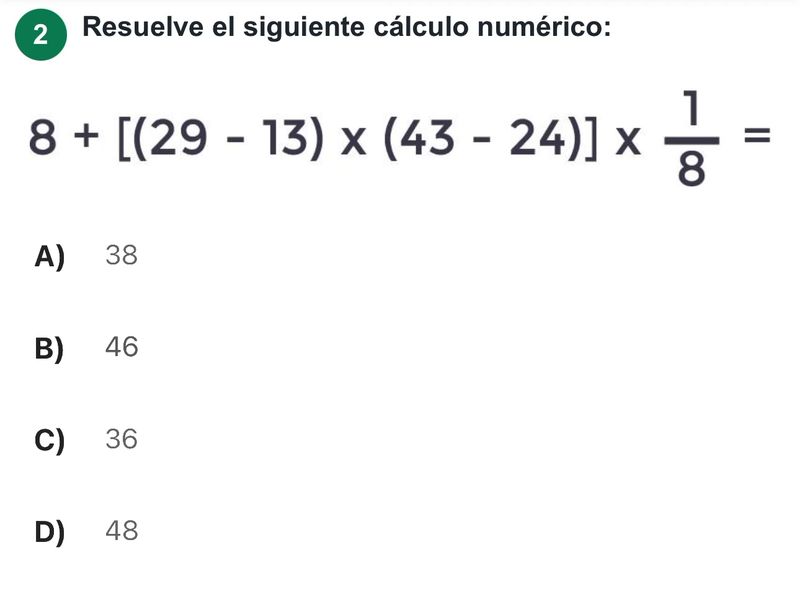 2 Resuelve el siguiente cálculo numérico:
8 + [(29 - 13) x (43 - 24)] x 1/8 =
A) 38
B) 46
C) 36
D) 48